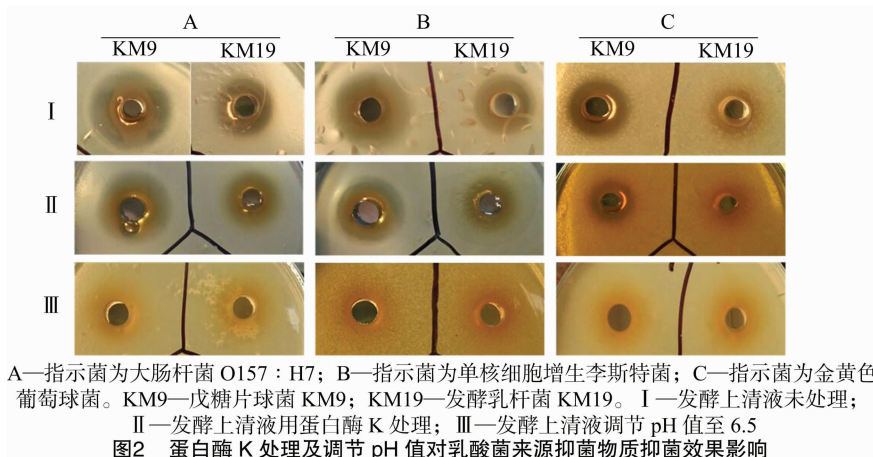 A B C
KM9 KM19 KM9 KM19 KM9 KM19
Ⅰ
Ⅱ
Ⅲ
A—指示菌为大肠杆菌 O157∶H7；B—指示菌为单核细胞增生李斯特菌；C—指示菌为金黄色
葡萄球菌。KM9—戊糖片球菌 KM9；KM19—发酵乳杆菌 KM19。Ⅰ—发酵上清液未处理；
Ⅱ—发酵上清液用蛋白酶 K 处理；Ⅲ—发酵上清液调节 pH 值至 6.5
图2 蛋白酶 K 处理及调节 pH 值对乳酸菌来源抑菌物质抑菌效果影响